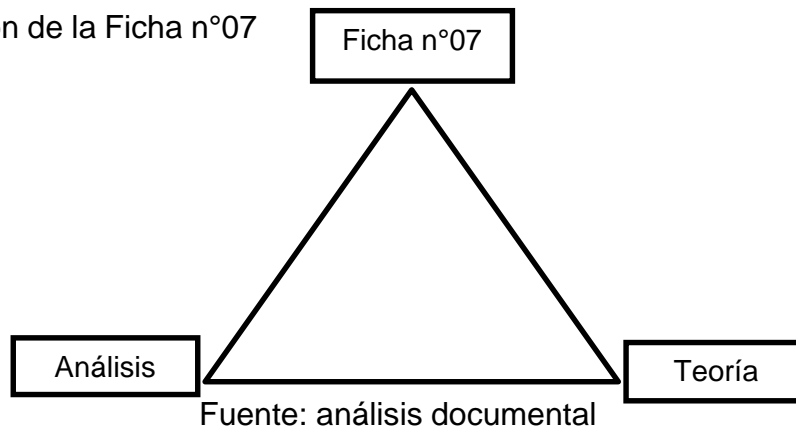 de la Ficha n°07
Ficha n°07
Análisis
Teoría
Fuente: análisis documental